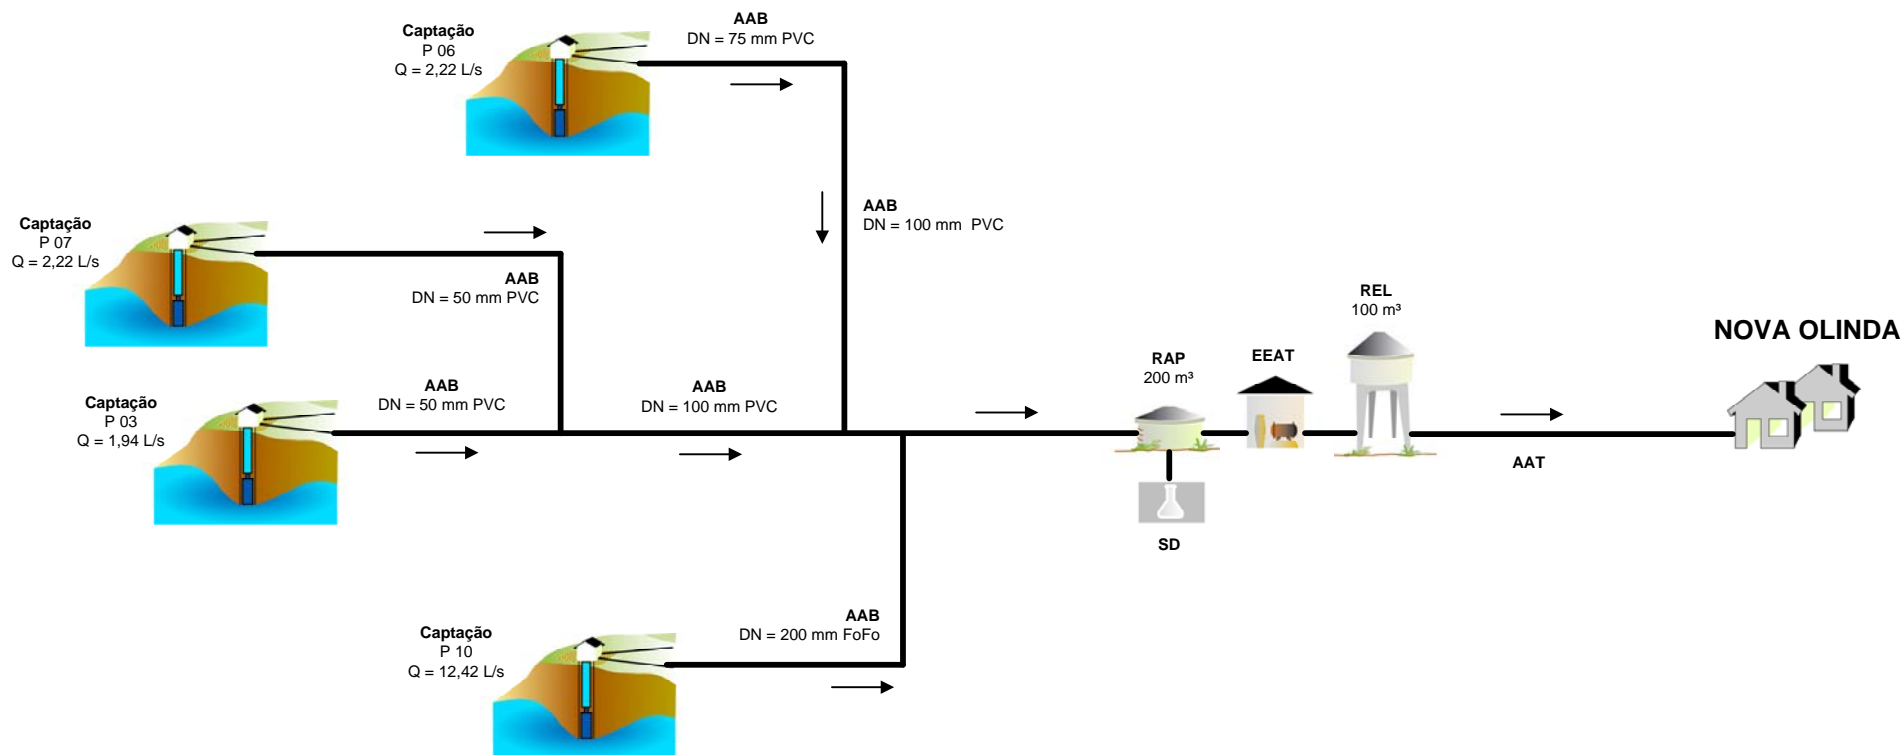 Captação
P 06
Q = 2,22 L/s
AAB
DN = 75 mm PVC
AAB
DN = 100 mm  PVC
Captação
P 07
Q = 2,22 L/s
AAB
DN = 50 mm PVC
Captação
P 03
Q = 1,94 L/s
AAB
DN = 50 mm PVC
AAB
DN = 100 mm PVC
Captação
P 10
Q = 12,42 L/s
AAB
DN = 200 mm FoFo
RAP
200 m³
SD
EEAT
REL
100 m³
AAT
NOVA OLINDA